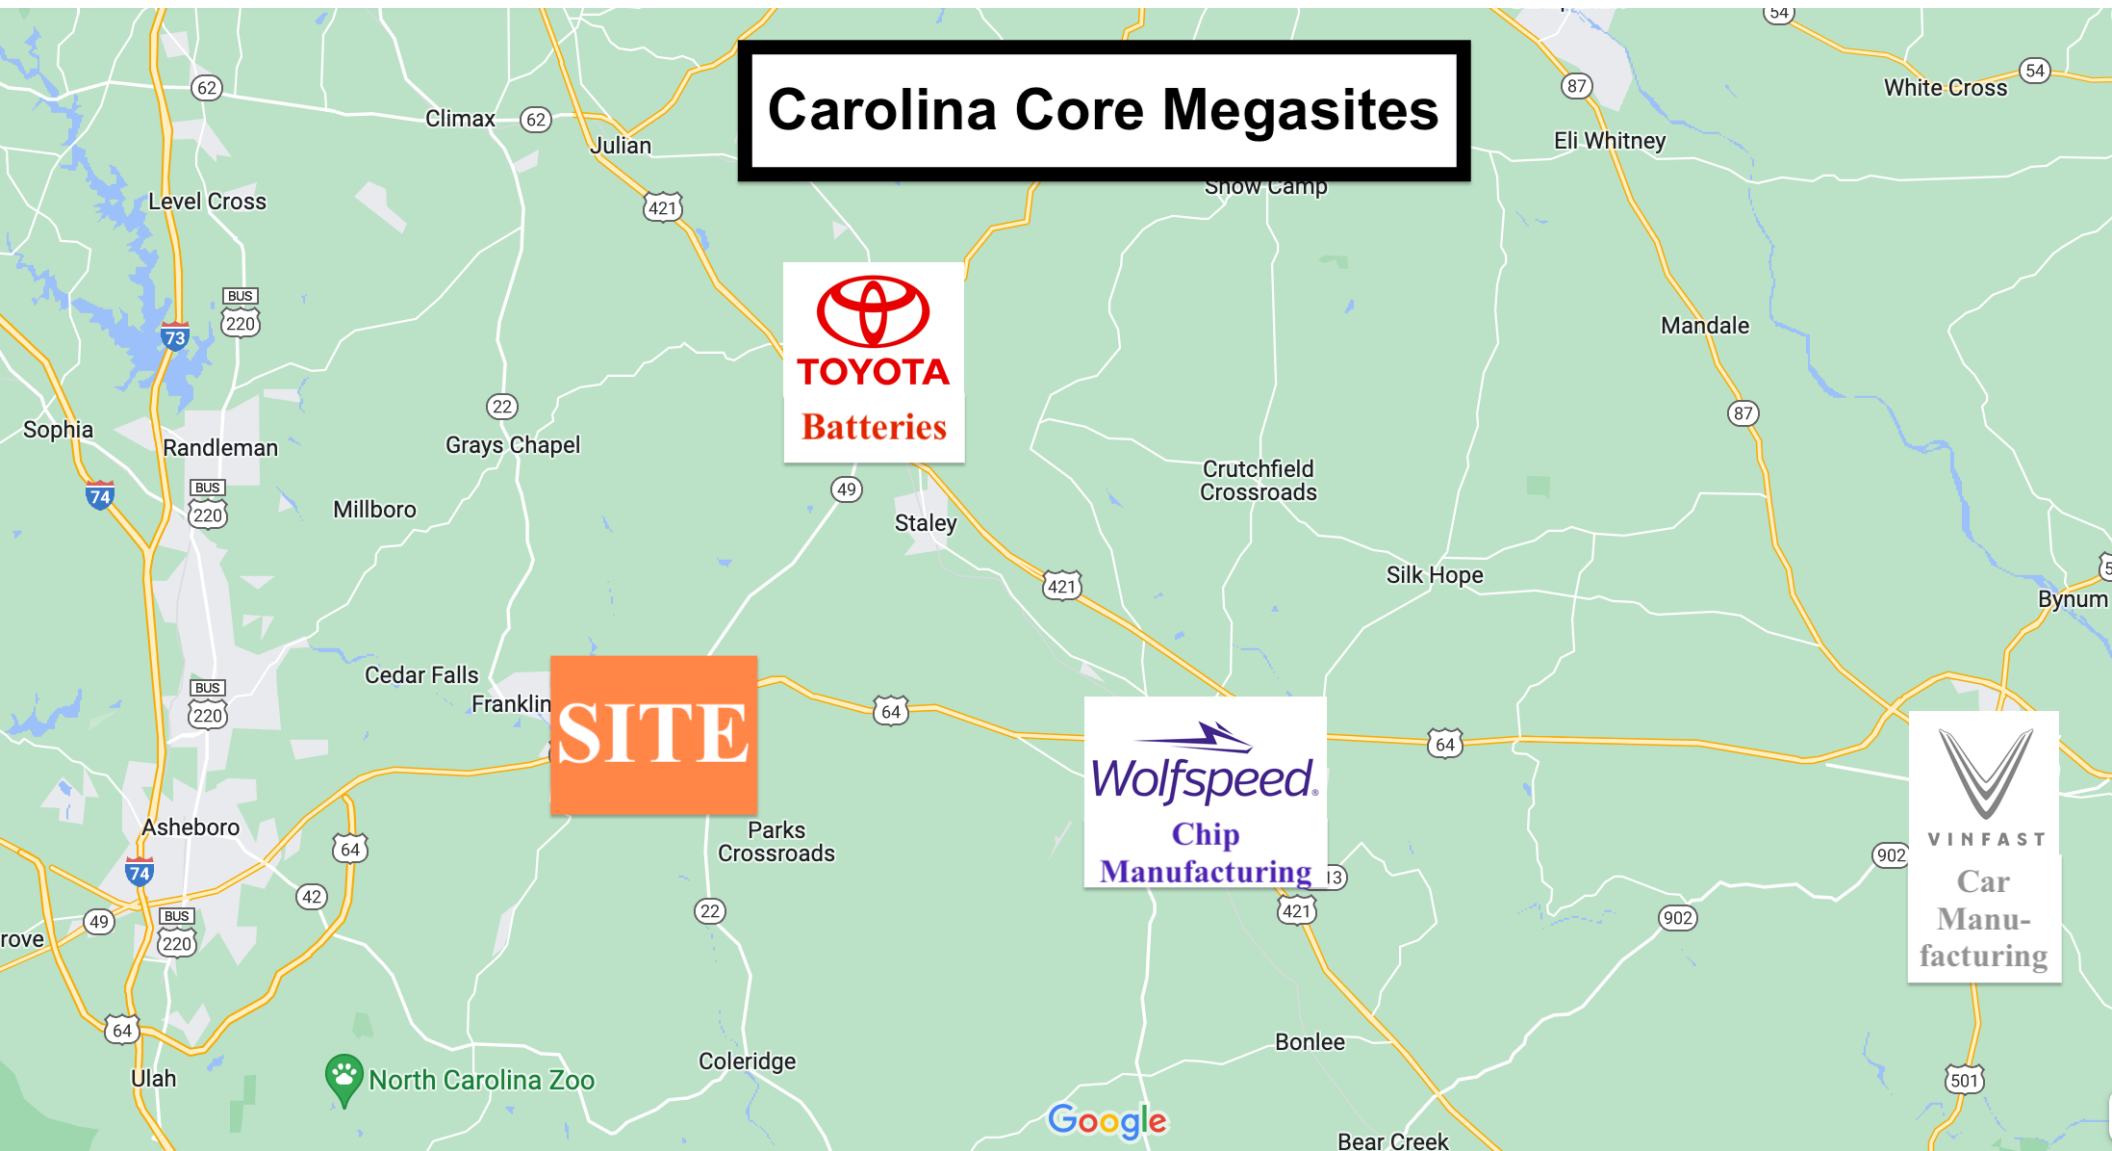 54
Carolina Core Megasites
62
Climax
62
Julian
87
White Cross
54
Eli Whitney
Snow Camp
Level Cross
421
BUS
220
73
TOYOTA
Batteries
Mandale
22
87
Sophia
Randleman
Grays Chapel
74
BUS
220
Millboro
49
Staley
Crutchfield
Crossroads
421
Silk Hope
5
Bynum
Cedar Falls
BUS
220
Franklin
SITE
64
64
Wolfspeed®
Chip
Manufacturing
13
VINFAST
Car
Manu-
facturing
Asheboro
64
Parks
Crossroads
902
74
42
22
421
902
49
BUS
220
rove
64
Ulah
North Carolina Zoo
Coleridge
Bonlee
501
Google
Bear Creek